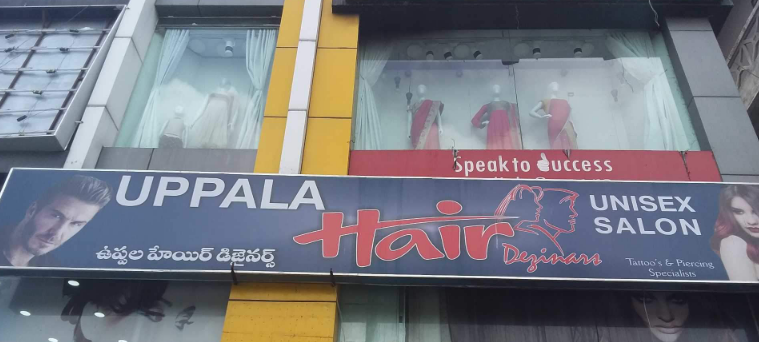 Speak to Success
UPPALA
Hair
Dezinars
UNISEX
SALON
ఉప్పల హేయిర్ డిజైనర్స్
Tattoo's & Piercing
Specialists